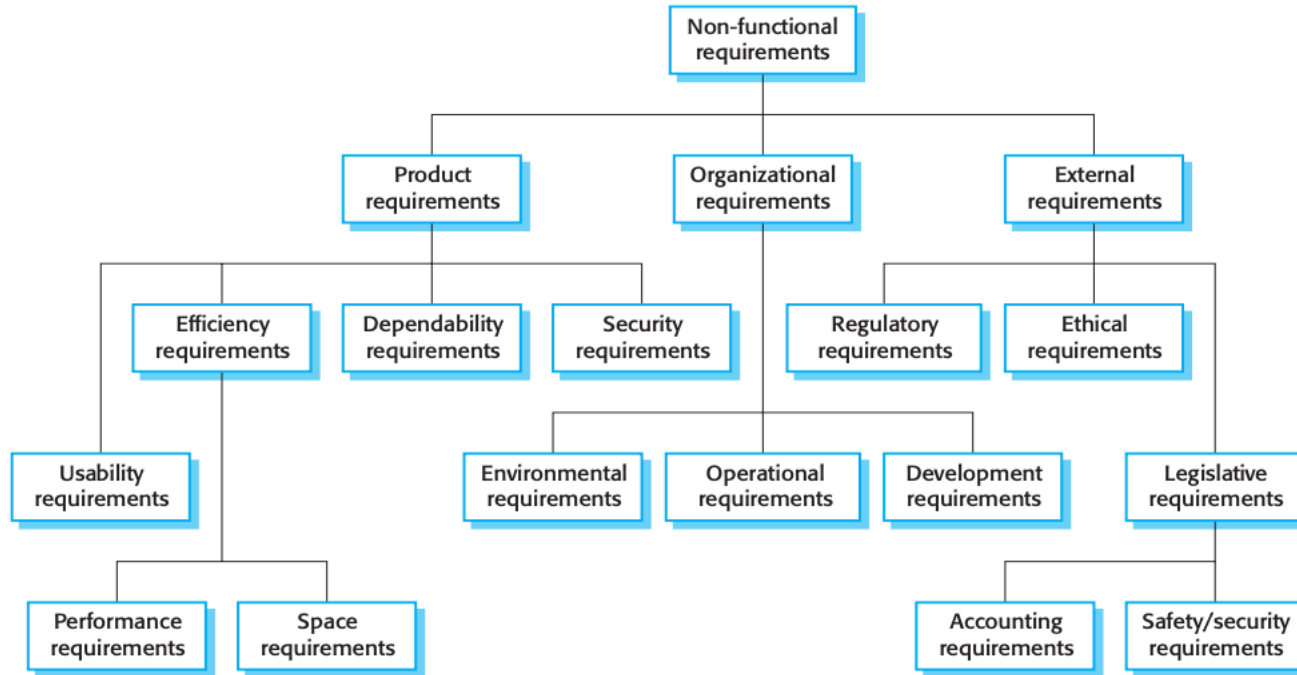 Non-functional
requirements
Product
requirements
Organizational
requirements
External
requirements
Efficiency
requirements
Dependability
requirements
Security
requirements
Regulatory
requirements
Ethical
requirements
Usability
requirements
Environmental
requirements
Operational
requirements
Development
requirements
Legislative
requirements
Performance
requirements
Space
requirements
Accounting
requirements
Safety/security
requirements